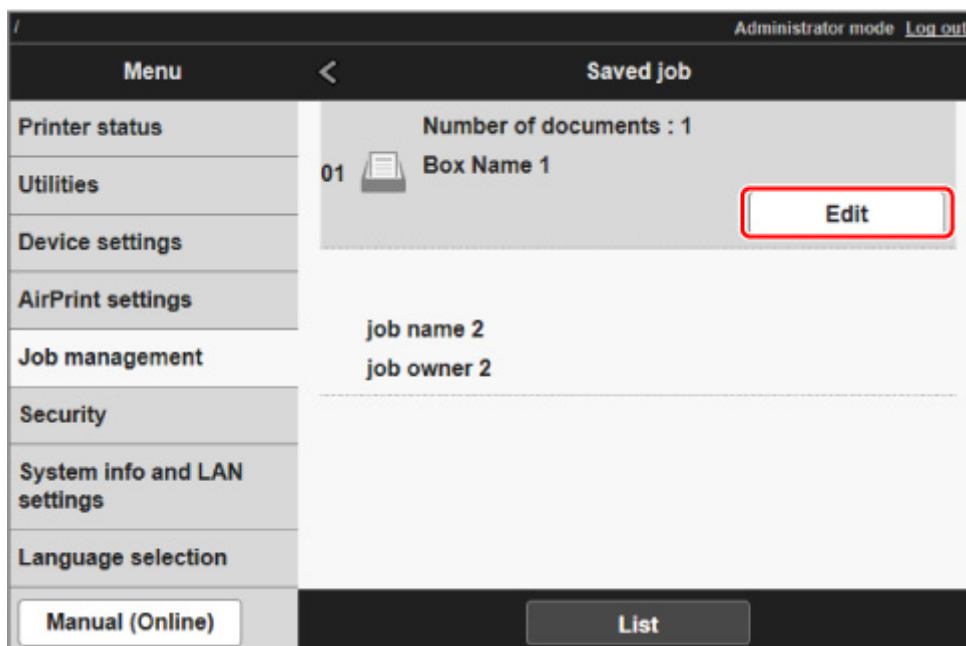 /
Administrator mode Log out
Menu
<
Saved job
Printer status
Utilities
Device settings
AirPrint settings
Job management
Security
System info and LAN
settings
Language selection
Manual (Online)
Number of documents : 1
01
Box Name 1
Edit
job name 2
job owner 2
List